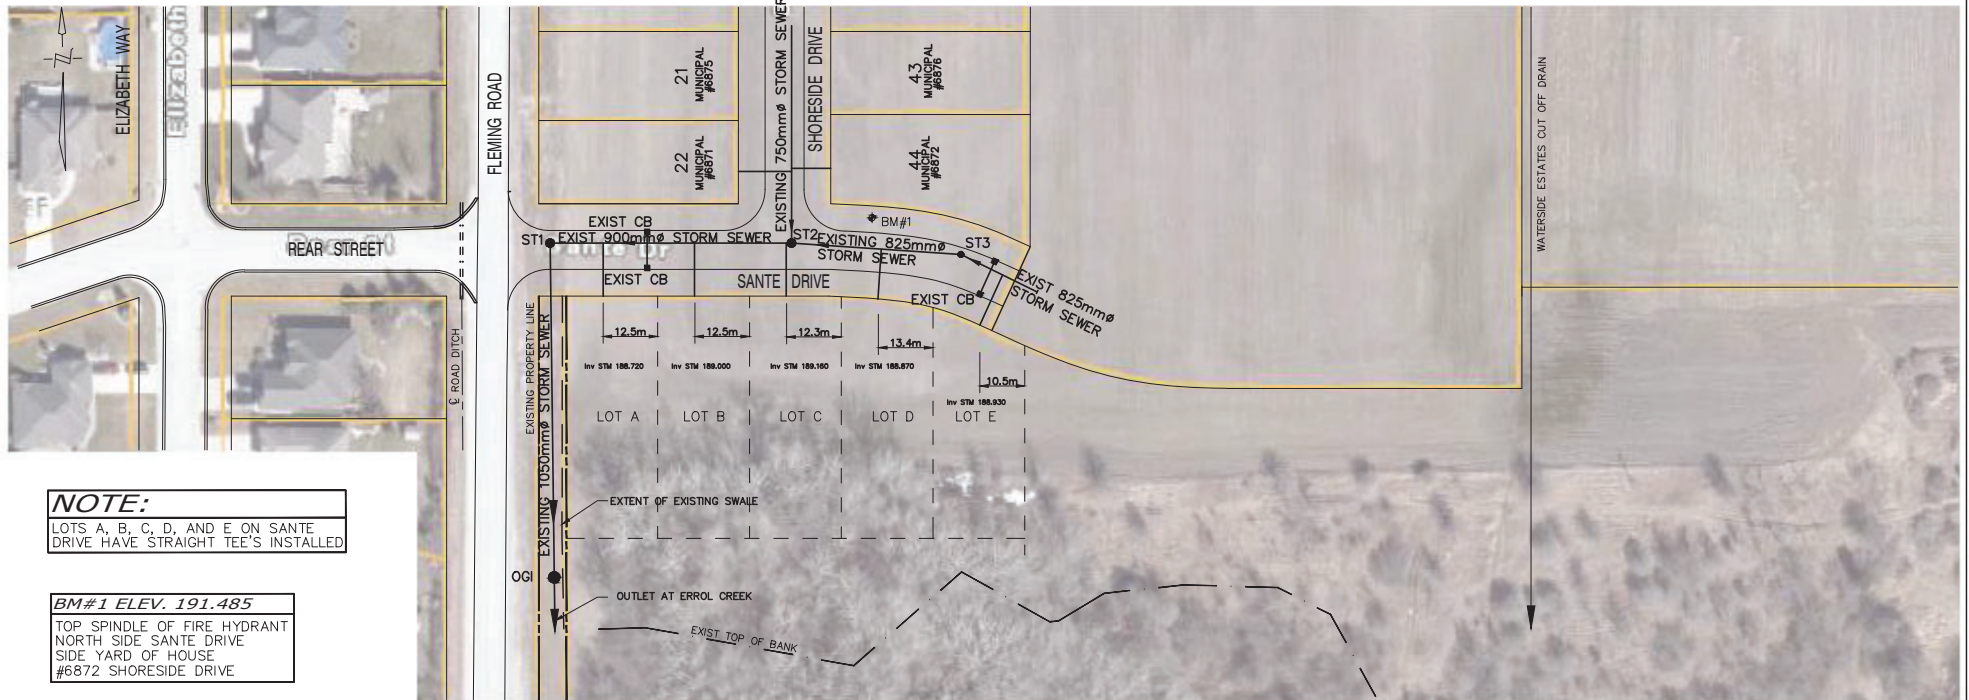 ELIZABETH WAY
Elizabeth
FLEMING ROAD
21
MUNICIPAL
#6875
22
MUNICIPAL
#6871
EXISTING 750mmø STORM SEWER
SHORESIDE DRIVE
43
MUNICIPAL
#6876
44
MUNICIPAL
#6872
WATERSIDE ESTATES CUT OFF DRAIN
REAR STREET
EXIST CB
BM#1
ST1
EXIST 900mmø STORM SEWER
ST2
EXISTING 825mmø
STORM SEWER
ST3
Sante Dr
EXIST CB
SANTE DRIVE
EXIST CB
EXIST 825mmø
STORM SEWER
℄ ROAD DITCH
EXISTING PROPERTY LINE
EXISTING 1050mmø STORM SEWER
12.5m
12.5m
12.3m
13.4m
10.5m
Inv STM 188.720
Inv STM 189.000
Inv STM 189.160
Inv STM 188.870
Inv STM 188.930
LOT A
LOT B
LOT C
LOT D
LOT E
EXTENT OF EXISTING SWALE
OGI
OUTLET AT ERROL CREEK
EXIST TOP OF BANK
NOTE:
LOTS A, B, C, D, AND E ON SANTE
DRIVE HAVE STRAIGHT TEE'S INSTALLED
BM#1 ELEV. 191.485
TOP SPINDLE OF FIRE HYDRANT
NORTH SIDE SANTE DRIVE
SIDE YARD OF HOUSE
#6872 SHORESIDE DRIVE